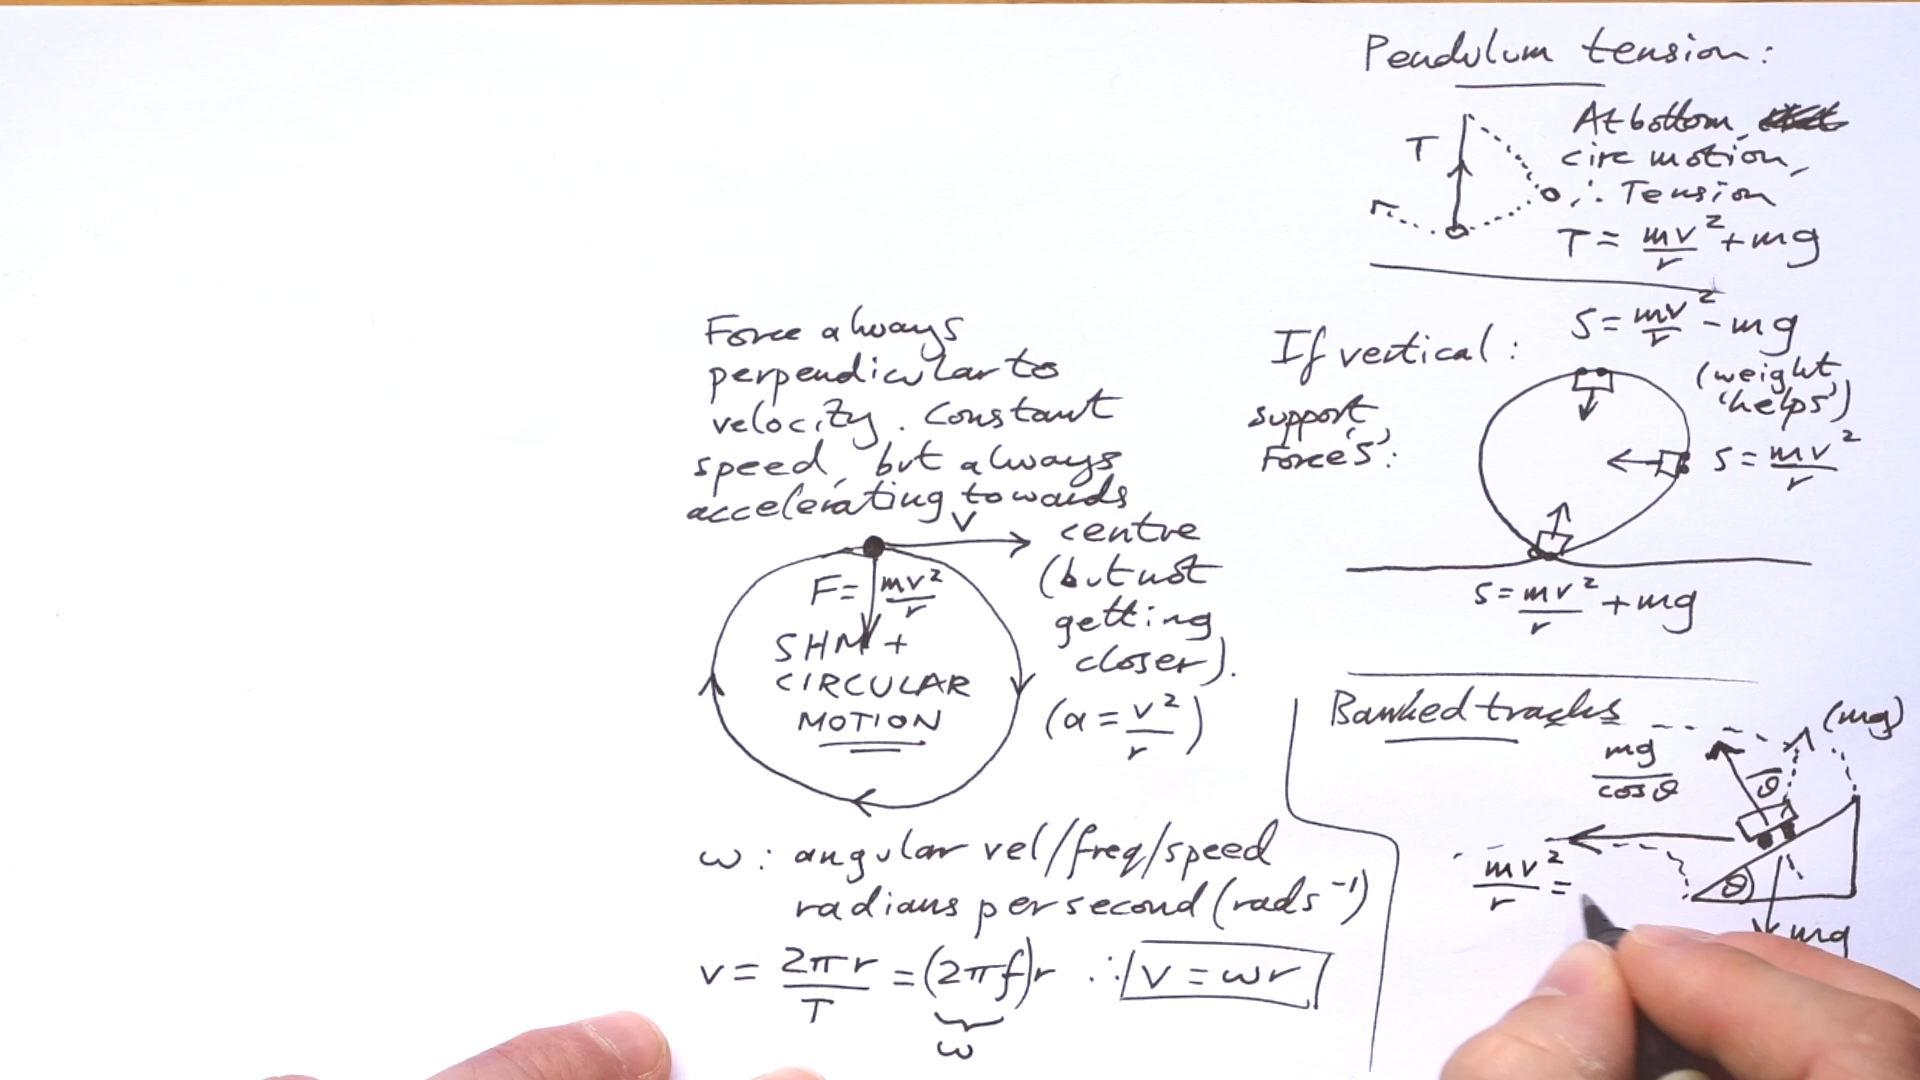 Force always
perpendicular to
velocity. Constant
speed, but always
accelerating towards
centre
(but not
getting
closer).
(a = v²/r)
v
F = mv²/r
SHM +
CIRCULAR
MOTION
ω : angular vel/freq/speed
radians per second (rads⁻¹)
v = 2πr/T = (2πf)r ∴ v = ωr
ω
Pendulum tension:
T
At bottom,
circ motion,
∴ Tension
T = mv²/r + mg
If vertical:
S = mv²/r - mg
(weight
'helps')
support
Force 'S':
S = mv²/r
S = mv²/r + mg
Banked tracks
(mg)
mg/cosθ
θ
mv²/r =
θ
mg